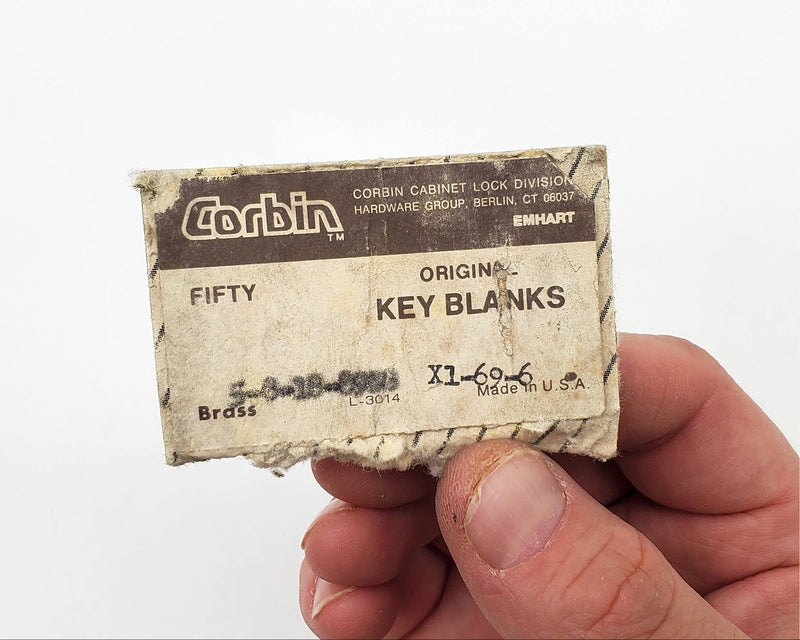 Corbin TM
CORBIN CABINET LOCK DIVISION
HARDWARE GROUP, BERLIN, CT 06037
EMHART
FIFTY
ORIGINAL
KEY BLANKS
X1-69-6
Brass
L-3014
Made in U.S.A.